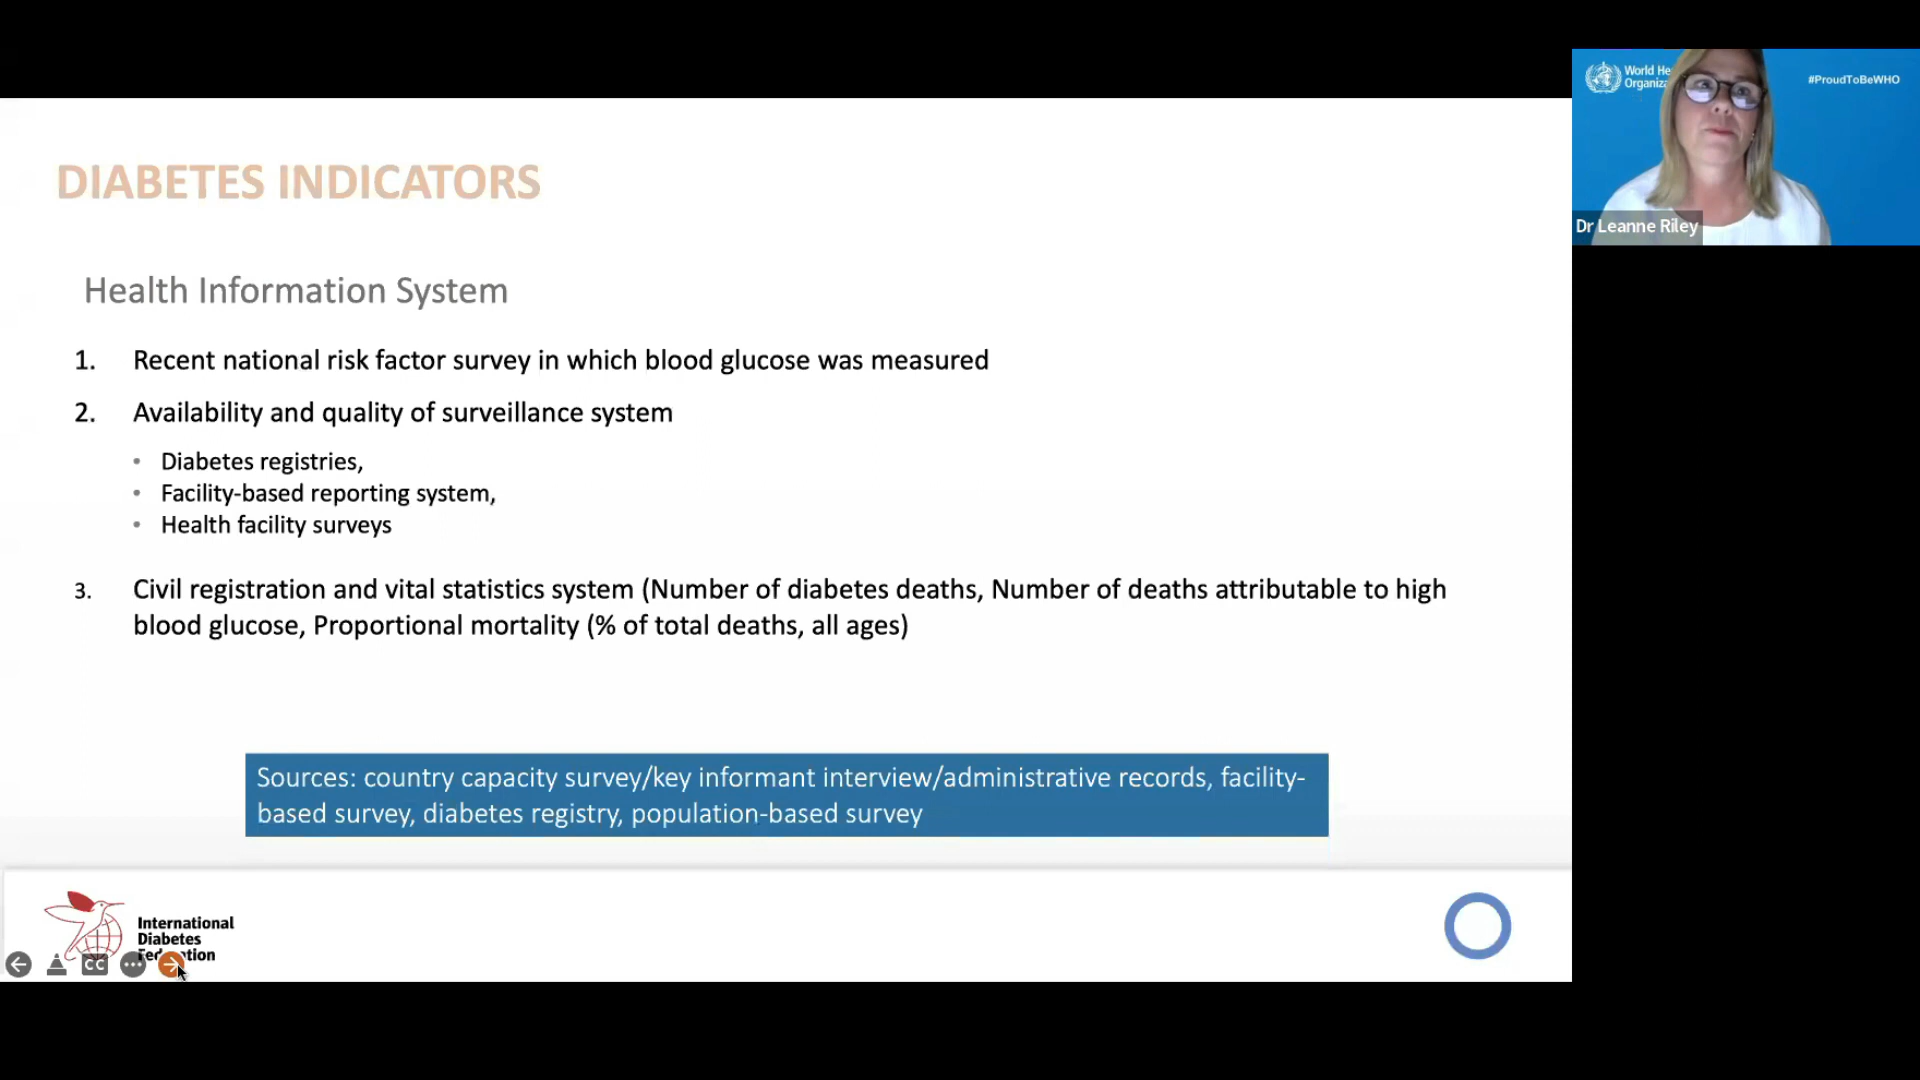 DIABETES INDICATORS
Health Information System
1. Recent national risk factor survey in which blood glucose was measured
2. Availability and quality of surveillance system
• Diabetes registries,
• Facility-based reporting system,
• Health facility surveys
3. Civil registration and vital statistics system (Number of diabetes deaths, Number of deaths attributable to high
blood glucose, Proportional mortality (% of total deaths, all ages)
Sources: country capacity survey/key informant interview/administrative records, facility-
based survey, diabetes registry, population-based survey
International
Diabetes
CC
World He
Organiza
#ProudToBeWHO
Dr Leanne Riley